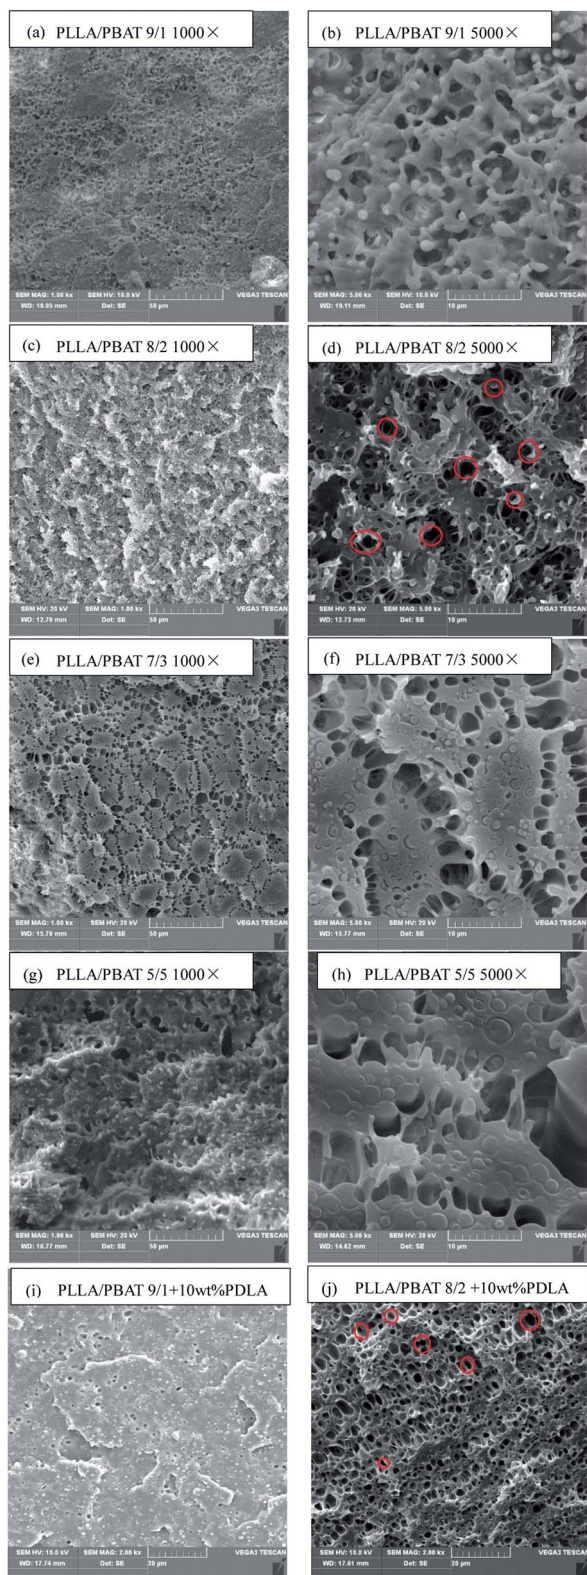 (a) PLLA/PBAT 9/1 1000×
(b) PLLA/PBAT 9/1 5000×
SEM MAG: 1.00 kx SEM HV: 10.0 kV VEGA3 TESCAN
WD: 18.05 mm Det: SE 50 µm
SEM MAG: 5.00 kx SEM HV: 10.0 kV VEGA3 TESCAN
WD: 19.11 mm Det: SE 10 µm
(c) PLLA/PBAT 8/2 1000×
(d) PLLA/PBAT 8/2 5000×
SEM HV: 20 kV SEM MAG: 1.00 kx VEGA3 TESCAN
WD: 12.79 mm Det: SE 50 µm
SEM HV: 20 kV SEM MAG: 5.00 kx VEGA3 TESCAN
WD: 12.73 mm Det: SE 10 µm
(e) PLLA/PBAT 7/3 1000×
(f) PLLA/PBAT 7/3 5000×
SEM MAG: 1.00 kx SEM HV: 20 kV VEGA3 TESCAN
WD: 15.79 mm Det: SE 50 µm
SEM MAG: 5.00 kx SEM HV: 20 kV VEGA3 TESCAN
WD: 15.77 mm Det: SE 10 µm
(g) PLLA/PBAT 5/5 1000×
(h) PLLA/PBAT 5/5 5000×
SEM MAG: 1.00 kx SEM HV: 20 kV VEGA3 TESCAN
WD: 16.77 mm Det: SE 50 µm
SEM MAG: 5.00 kx SEM HV: 20 kV VEGA3 TESCAN
WD: 14.62 mm Det: SE 10 µm
(i) PLLA/PBAT 9/1+10wt%PDLA
(j) PLLA/PBAT 8/2 +10wt%PDLA
SEM HV: 10.0 kV SEM MAG: 2.00 kx VEGA3 TESCAN
WD: 17.74 mm Det: SE 20 µm
SEM HV: 10.0 kV SEM MAG: 2.00 kx VEGA3 TESCAN
WD: 17.61 mm Det: SE 20 µm